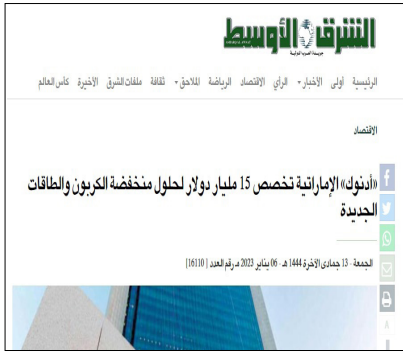 الشرق الأوسط
جريدة العرب الدولية
الرئيسية أولى الأخبار الرأي الاقتصاد الرياضة الملاحق ثقافة ملفات الشرق الأخيرة كأس العالم
الاقتصاد
«أدنوك» الإماراتية تخصص 15 مليار دولار لحلول منخفضة الكربون والطاقات
الجديدة
الجمعة - 13 جمادى الآخرة 1444 هـ - 06 يناير 2023 مـ رقم العدد [ 16110]